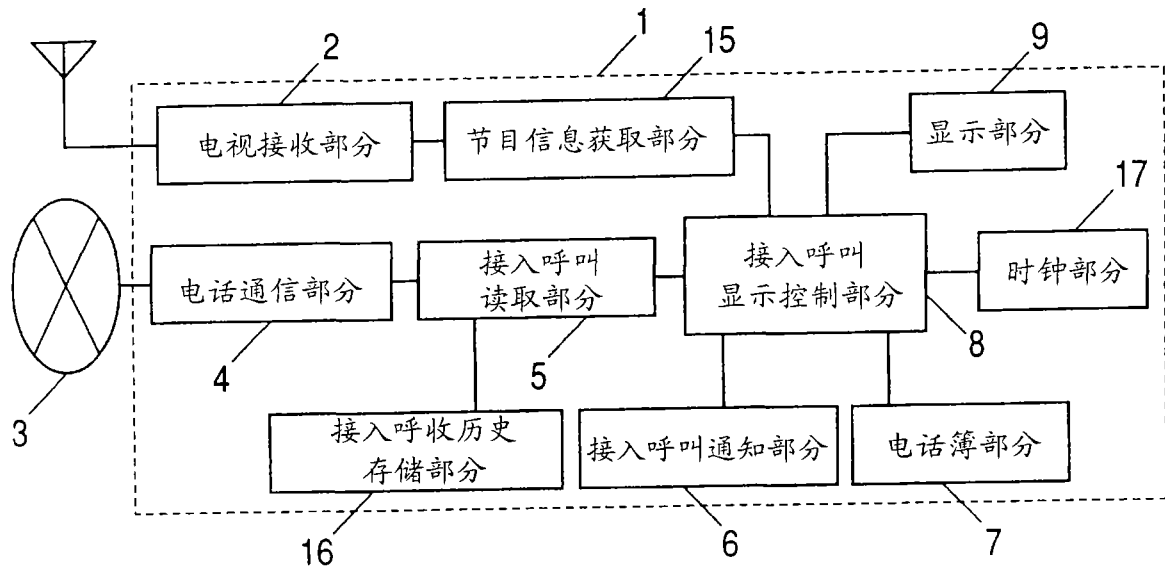 1
2
15
9
电视接收部分
节目信息获取部分
显示部分
17
电话通信部分
接入呼叫
读取部分
接入呼叫
显示控制部分
时钟部分
3
4
5
8
接入呼收历史
存储部分
接入呼叫通知部分
电话簿部分
16
6
7